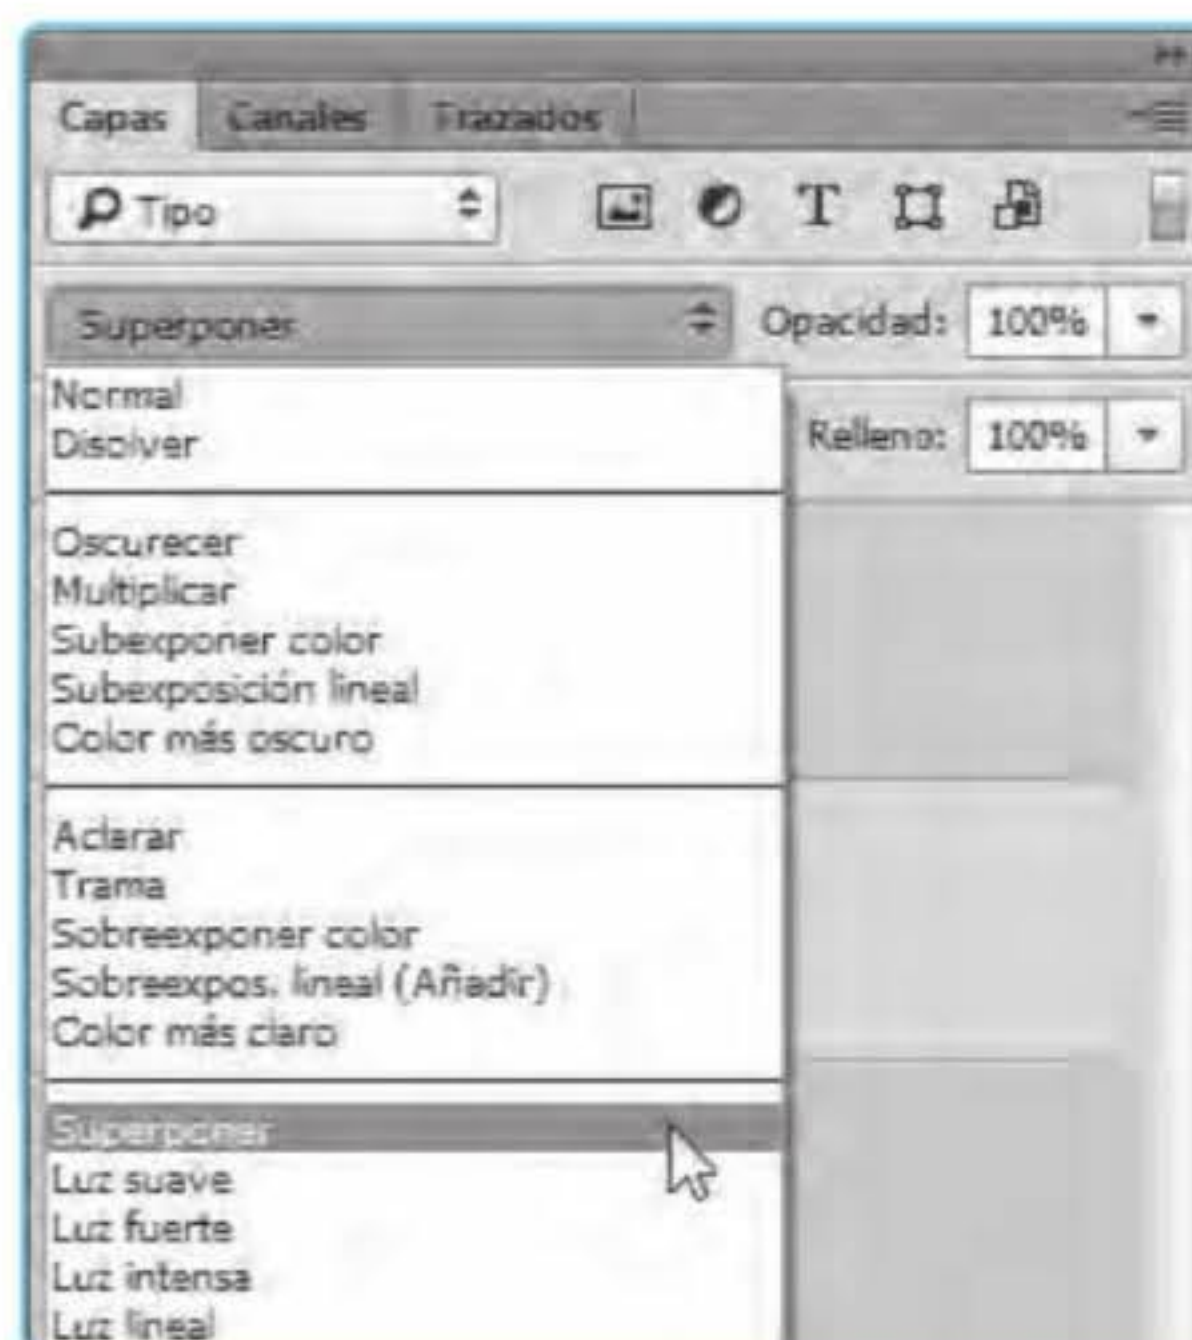 Capas Canales Trazados
Tipo
Superponer Opacidad: 100%
Normal
Relleno: 100%
Disolver
Oscurecer
Multiplicar
Subexponer color
Subexposición lineal
Color más oscuro
Aclarar
Trama
Sobreexponer color
Sobreexpos. lineal (Añadir)
Color más claro
Superponer
Luz suave
Luz fuerte
Luz intensa
Luz lineal